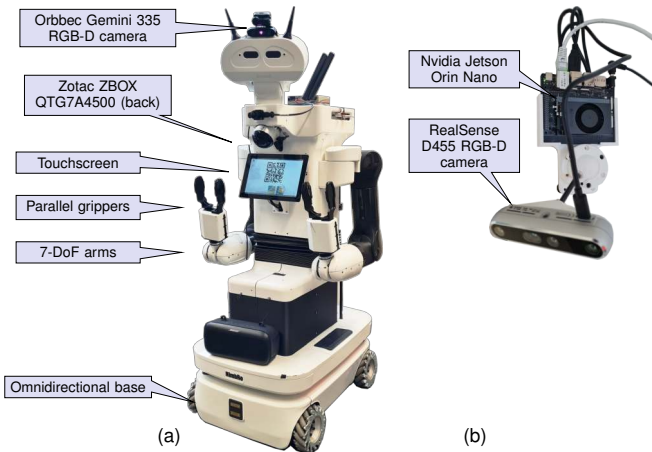 Orbbec Gemini 335
RGB-D camera
Zotac ZBOX
QTG7A4500 (back)
Touchscreen
Parallel grippers
7-DoF arms
Omnidirectional base
(a)
Nvidia Jetson
Orin Nano
RealSense
D455 RGB-D
camera
(b)